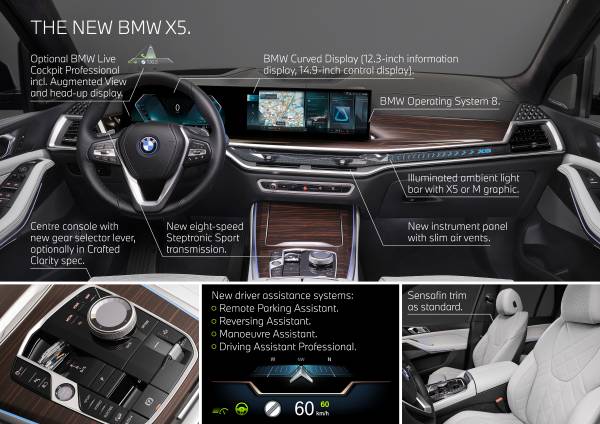 THE NEW BMW X5.
Optional BMW Live
Cockpit Professional
incl. Augmented View
and head-up display.
BMW Curved Display (12.3-inch information
display, 14.9-inch control display).
BMW Operating System 8.
X5
Illuminated ambient light
bar with X5 or M graphic.
Centre console with
new gear selector lever,
optionally in Crafted
Clarity spec.
New eight-speed
Steptronic Sport
transmission.
New instrument panel
with slim air vents.
New driver assistance systems:
Remote Parking Assistant.
Reversing Assistant.
Manoeuvre Assistant.
Driving Assistant Professional.
W NW N
60 60
km/h
Sensafin trim
as standard.